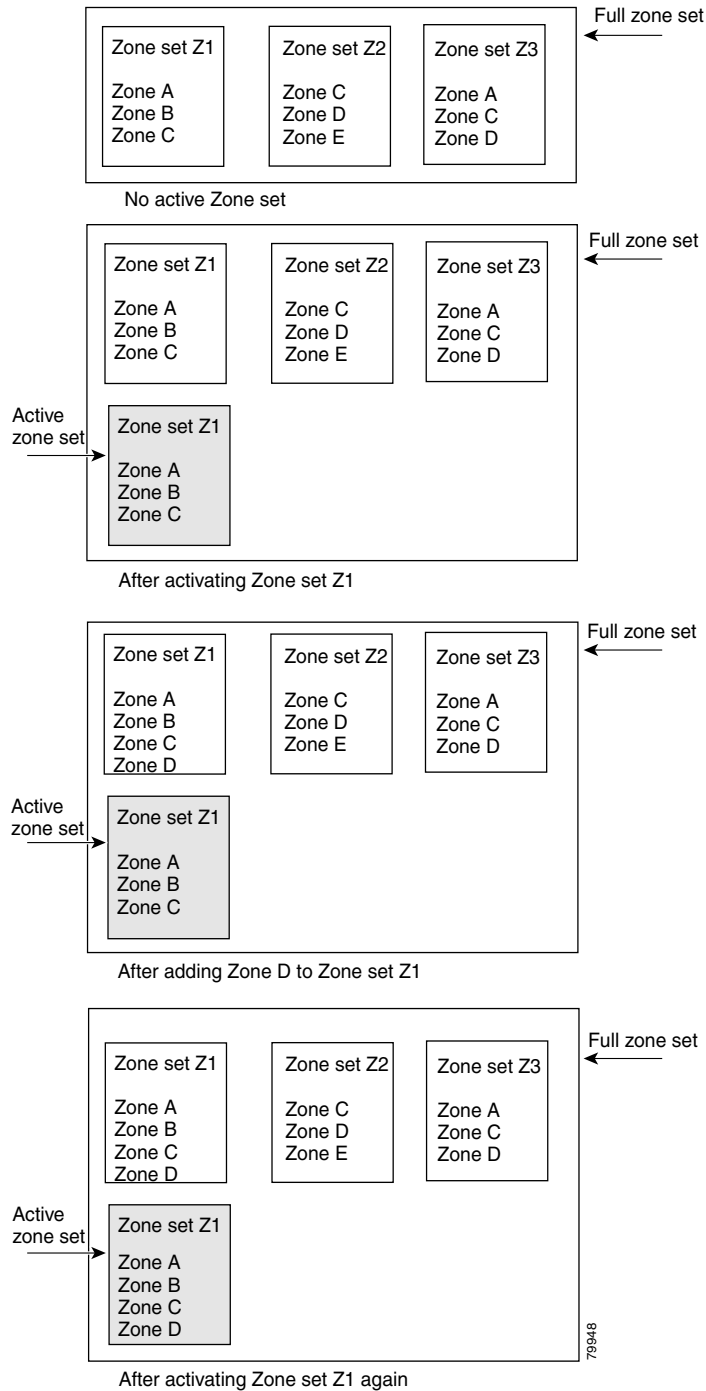 Full zone set
Zone set Z1
Zone A
Zone B
Zone C
Zone set Z2
Zone C
Zone D
Zone E
Zone set Z3
Zone A
Zone C
Zone D
No active Zone set
Full zone set
Zone set Z1
Zone A
Zone B
Zone C
Zone set Z2
Zone C
Zone D
Zone E
Zone set Z3
Zone A
Zone C
Zone D
Active
zone set
Zone set Z1
Zone A
Zone B
Zone C
After activating Zone set Z1
Full zone set
Zone set Z1
Zone A
Zone B
Zone C
Zone D
Zone set Z2
Zone C
Zone D
Zone E
Zone set Z3
Zone A
Zone C
Zone D
Active
zone set
Zone set Z1
Zone A
Zone B
Zone C
After adding Zone D to Zone set Z1
Full zone set
Zone set Z1
Zone A
Zone B
Zone C
Zone D
Zone set Z2
Zone C
Zone D
Zone E
Zone set Z3
Zone A
Zone C
Zone D
Active
zone set
Zone set Z1
Zone A
Zone B
Zone C
Zone D
79948
After activating Zone set Z1 again